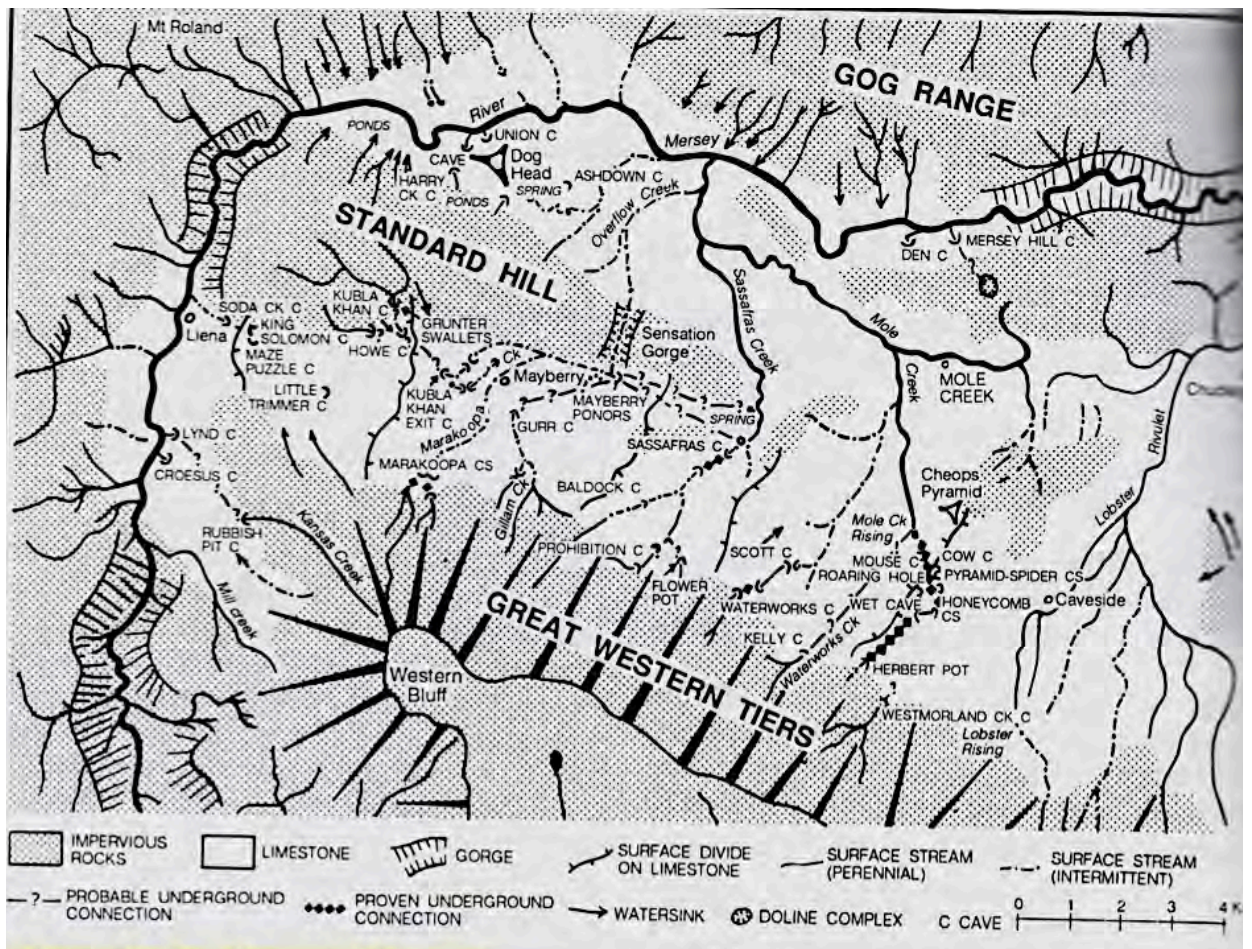 Mt Roland
GOG RANGE
PONDS
River
UNION C
CAVE
Dog
Head
Mersey
HARRY
CK C
PONDS
SPRING
ASHDOWN C
Overflow Creek
STANDARD HILL
DEN C
MERSEY HILL C
SODA CK C
Liena
KING
SOLOMON C
MAZE
PUZZLE C
LITTLE
TRIMMER C
KUBLA
KHAN C
HOWE C
GRUNTER
SWALLETS
Ck
Mayberry
KUBLA
KHAN
EXIT C
Marakoopa
Sensation
Gorge
MAYBERRY
PONORS
Sassafras Creek
SPRING
Mole
Creek
MOLE
CREEK
GURR C
SASSAFRAS C
LYND C
CROESUS C
MARAKOOPA CS
BALDOCK C
Gillam Ck
Cheops
Pyramid
Rivulet
Lobster
RUBBISH
PIT C
Kansas Creek
Mill creek
PROHIBITION C
FLOWER
POT
SCOTT C
Mole Ck
Rising
MOUSE C
COW C
ROARING HOLE
PYRAMID-SPIDER CS
WATERWORKS C
WET CAVE
HONEYCOMB
CS
Caveside
KELLY C
Waterworks Ck
HERBERT POT
GREAT WESTERN TIERS
Western
Bluff
WESTMORLAND CK C
Lobster
Rising
IMPERVIOUS
ROCKS
LIMESTONE
GORGE
SURFACE DIVIDE
ON LIMESTONE
SURFACE STREAM
(PERENNIAL)
SURFACE STREAM
(INTERMITTENT)
—?— PROBABLE UNDERGROUND
CONNECTION
PROVEN UNDERGROUND
CONNECTION
WATERSINK
DOLINE COMPLEX
C CAVE
0 1 2 3 4 K